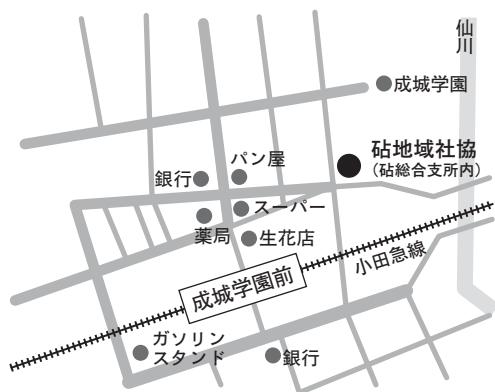 仙川
成城学園
砧地域社協
（砧総合支所内）
パン屋
銀行
スーパー
薬局
生花店
小田急線
成城学園前
ガソリン
スタンド
銀行